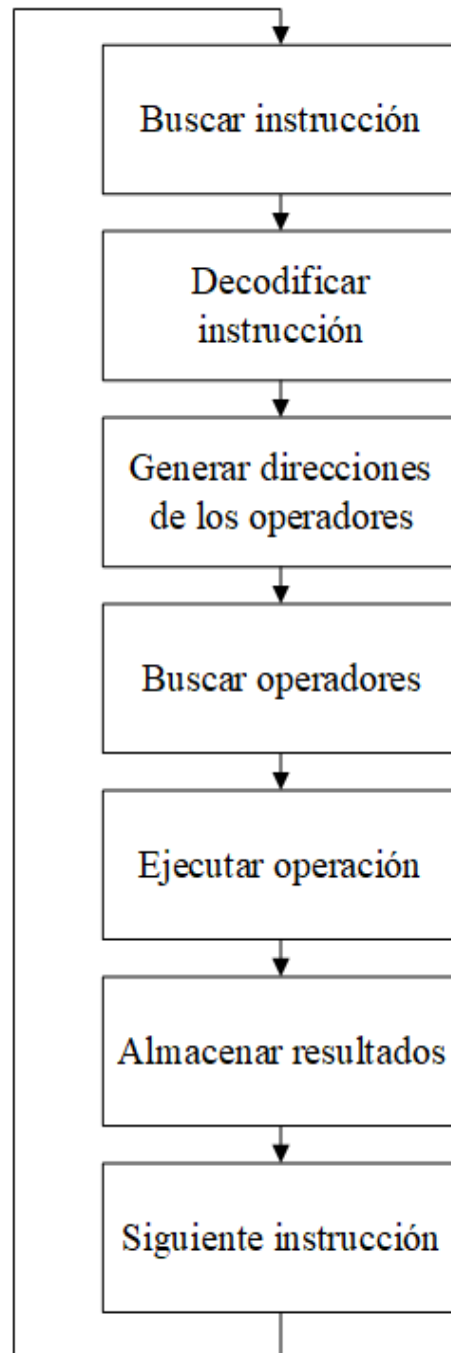 Buscar instrucción
Decodificar
instrucción
Generar direcciones
de los operadores
Buscar operadores
Ejecutar operación
Almacenar resultados
Siguiente instrucción